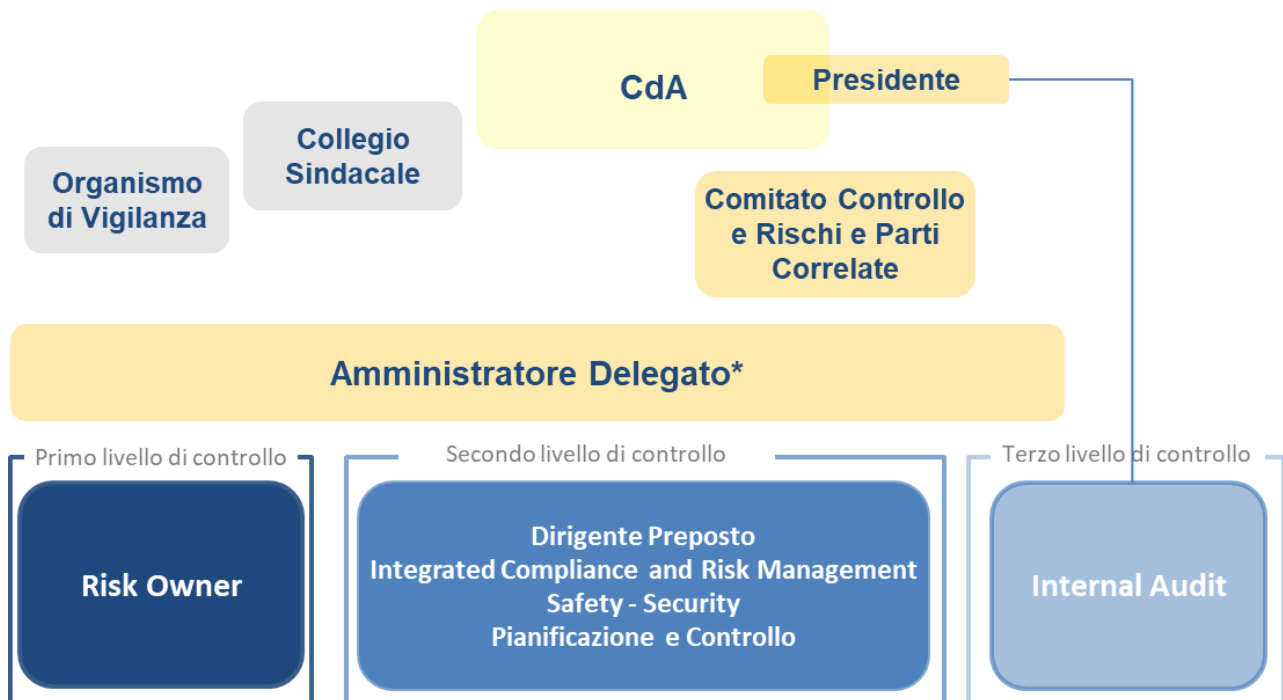 CdA
Presidente
Collegio
Sindacale
Organismo
di Vigilanza
Comitato Controllo
e Rischi e Parti
Correlate
Amministratore Delegato*
Primo livello di controllo
Secondo livello di controllo
Terzo livello di controllo
Risk Owner
Dirigente Preposto
Integrated Compliance and Risk Management
Safety - Security
Pianificazione e Controllo
Internal Audit